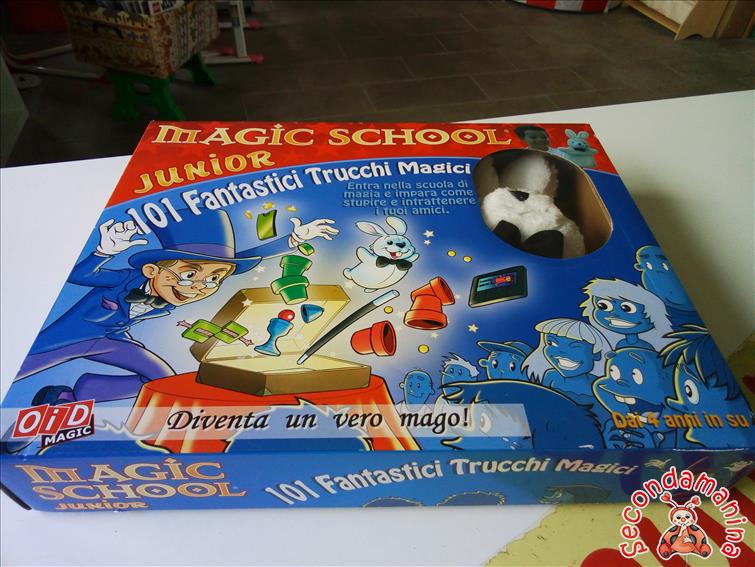 MAGIC SCHOOL
JUNIOR
101 Fantastici Trucchi Magici
Entra nella scuola di
magia e impara come
stupire e intrattenere
i tuoi amici.
OiD
MAGIC
Diventa un vero mago!
Dai 4 anni in su
MAGIC
SCHOOL
JUNIOR
101 Fantastici Trucchi Magici
Secondamanina